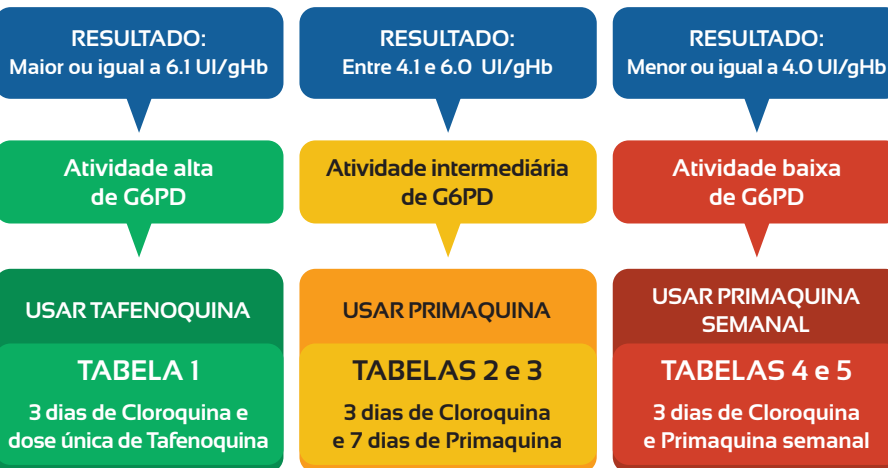 RESULTADO:
Maior ou igual a 6.1 UI/gHb
Atividade alta
de G6PD
USAR TAFENOQUINA
TABELA 1
3 dias de Cloroquina e
dose única de Tafenoquina
RESULTADO:
Entre 4.1 e 6.0 UI/gHb
Atividade intermediária
de G6PD
USAR PRIMAQUINA
TABELAS 2 e 3
3 dias de Cloroquina
e 7 dias de Primaquina
RESULTADO:
Menor ou igual a 4.0 UI/gHb
Atividade baixa
de G6PD
USAR PRIMAQUINA
SEMANAL
TABELAS 4 e 5
3 dias de Cloroquina
e Primaquina semanal